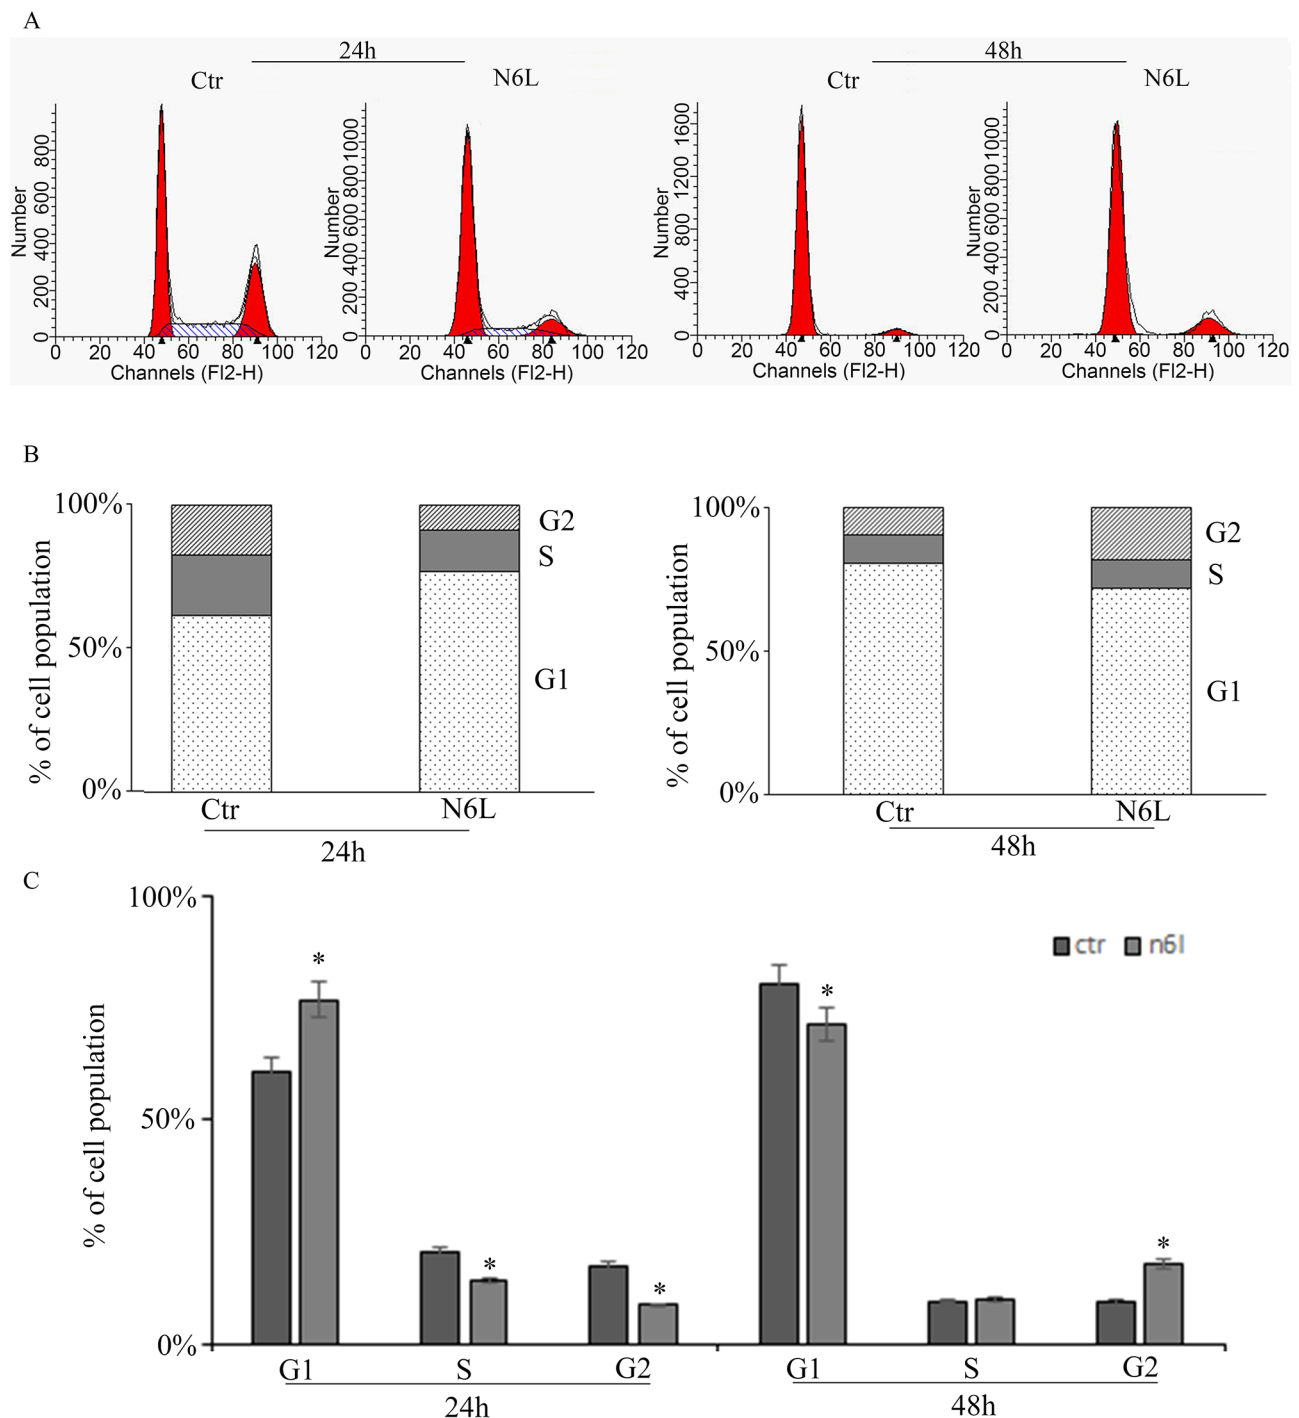 A
24h 48h
Ctr N6L Ctr N6L
Number 0 200 400 600 800
0 20 40 60 80 100 120
Channels (Fl2-H)
Number 0 200 400 600 800 1000
0 20 40 60 80 100 120
Channels (Fl2-H)
Number 0 400 800 1200 1600
0 20 40 60 80 100 120
Channels (Fl2-H)
Number 0 200 400 600 800 1000
0 20 40 60 80 100 120
Channels (Fl2-H)
B
% of cell population
100%
50%
0%
G2
S
G1
Ctr N6L
24h
% of cell population
100%
50%
0%
G2
S
G1
Ctr N6L
48h
C
% of cell population
100%
50%
0%
ctr n6l
* * * * *
G1 S G2 G1 S G2
24h 48h